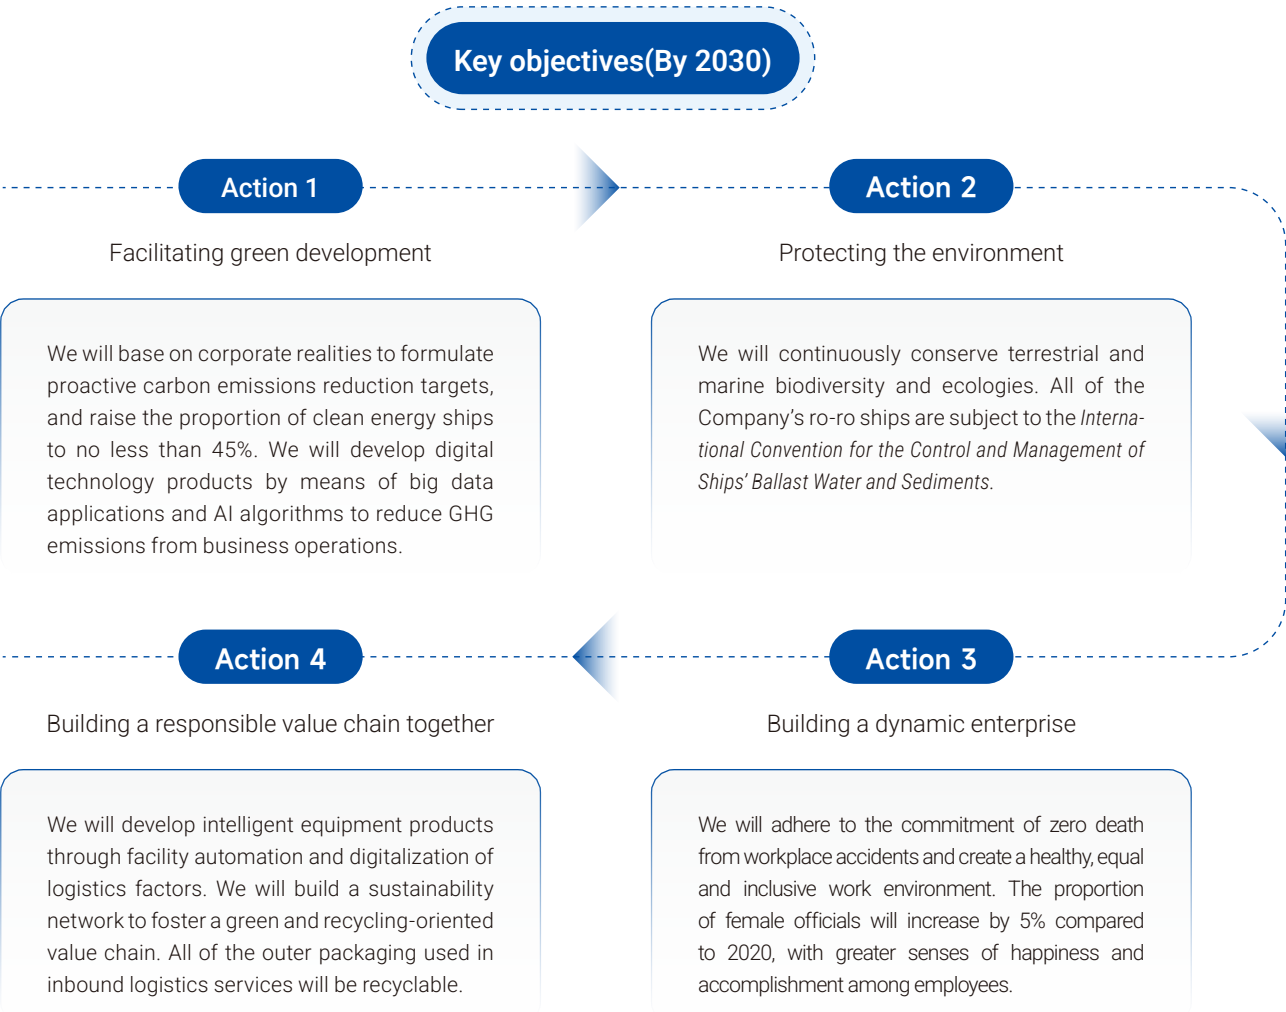 Key objectives(By 2030)
Action 1
Facilitating green development
We will base on corporate realities to formulate
proactive carbon emissions reduction targets,
and raise the proportion of clean energy ships
to no less than 45%. We will develop digital
technology products by means of big data
applications and AI algorithms to reduce GHG
emissions from business operations.
Action 2
Protecting the environment
We will continuously conserve terrestrial and
marine biodiversity and ecologies. All of the
Company’s ro-ro ships are subject to the Interna-
tional Convention for the Control and Management of
Ships’ Ballast Water and Sediments.
Action 3
Building a dynamic enterprise
We will adhere to the commitment of zero death
from workplace accidents and create a healthy, equal
and inclusive work environment. The proportion
of female officials will increase by 5% compared
to 2020, with greater senses of happiness and
accomplishment among employees.
Action 4
Building a responsible value chain together
We will develop intelligent equipment products
through facility automation and digitalization of
logistics factors. We will build a sustainability
network to foster a green and recycling-oriented
value chain. All of the outer packaging used in
inbound logistics services will be recyclable.